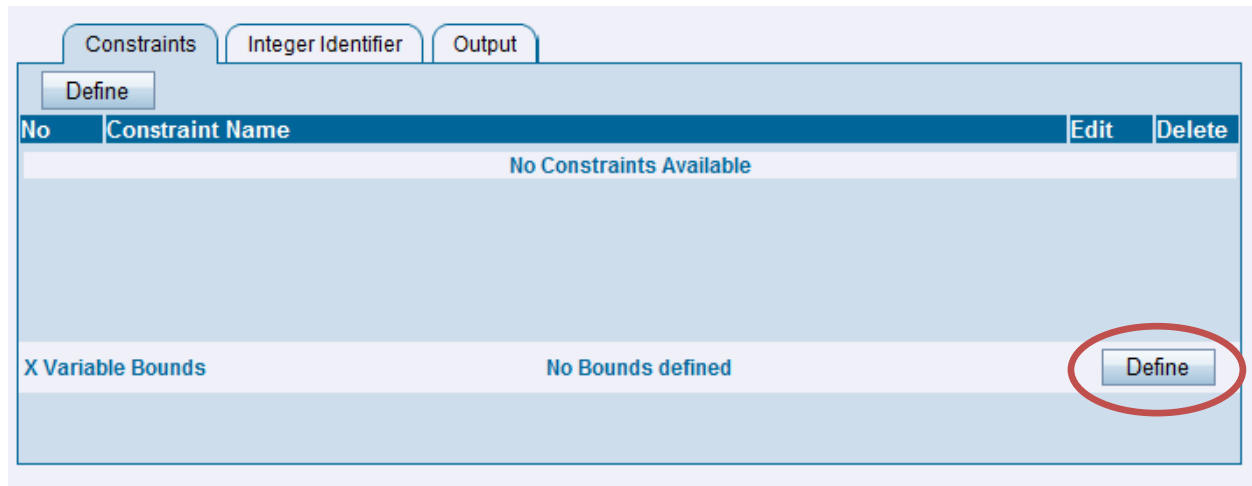 Constraints Integer Identifier Output
Define
No Constraint Name Edit Delete
No Constraints Available
X Variable Bounds No Bounds defined Define